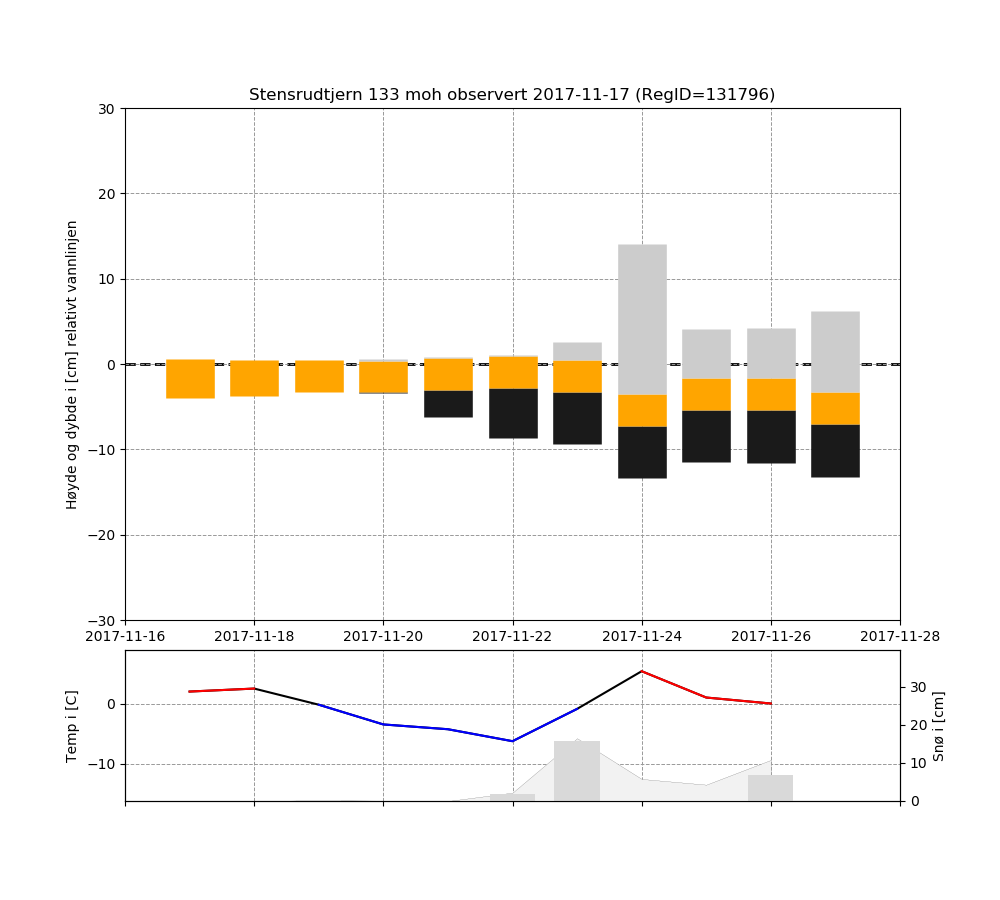 Stensrudtjern 133 moh observert 2017-11-17 (RegID=131796)
30
20
10
0
−10
−20
−30
Høyde og dybde i [cm] relativt vannlinjen
2017-11-16 2017-11-18 2017-11-20 2017-11-22 2017-11-24 2017-11-26 2017-11-28
Temp i [C]
0
−10
30
20
10
0
Snø i [cm]